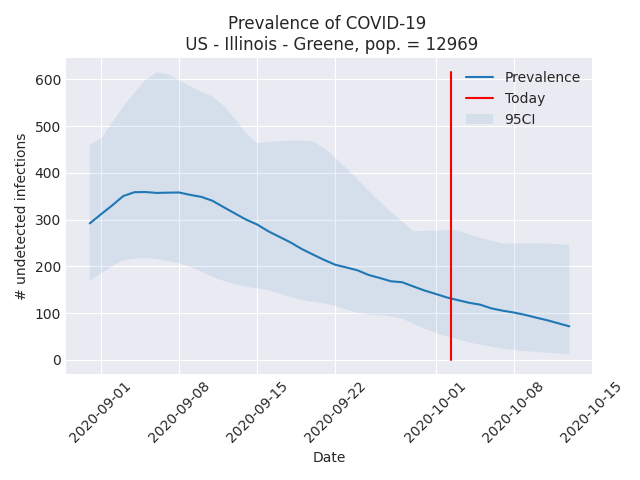 Prevalence of COVID-19
US - Illinois - Greene, pop. = 12969
Prevalence
Today
95CI
600
500
400
300
200
100
0
# undetected infections
2020-09-01
2020-09-08
2020-09-15
2020-09-22
2020-10-01
2020-10-08
2020-10-15
Date